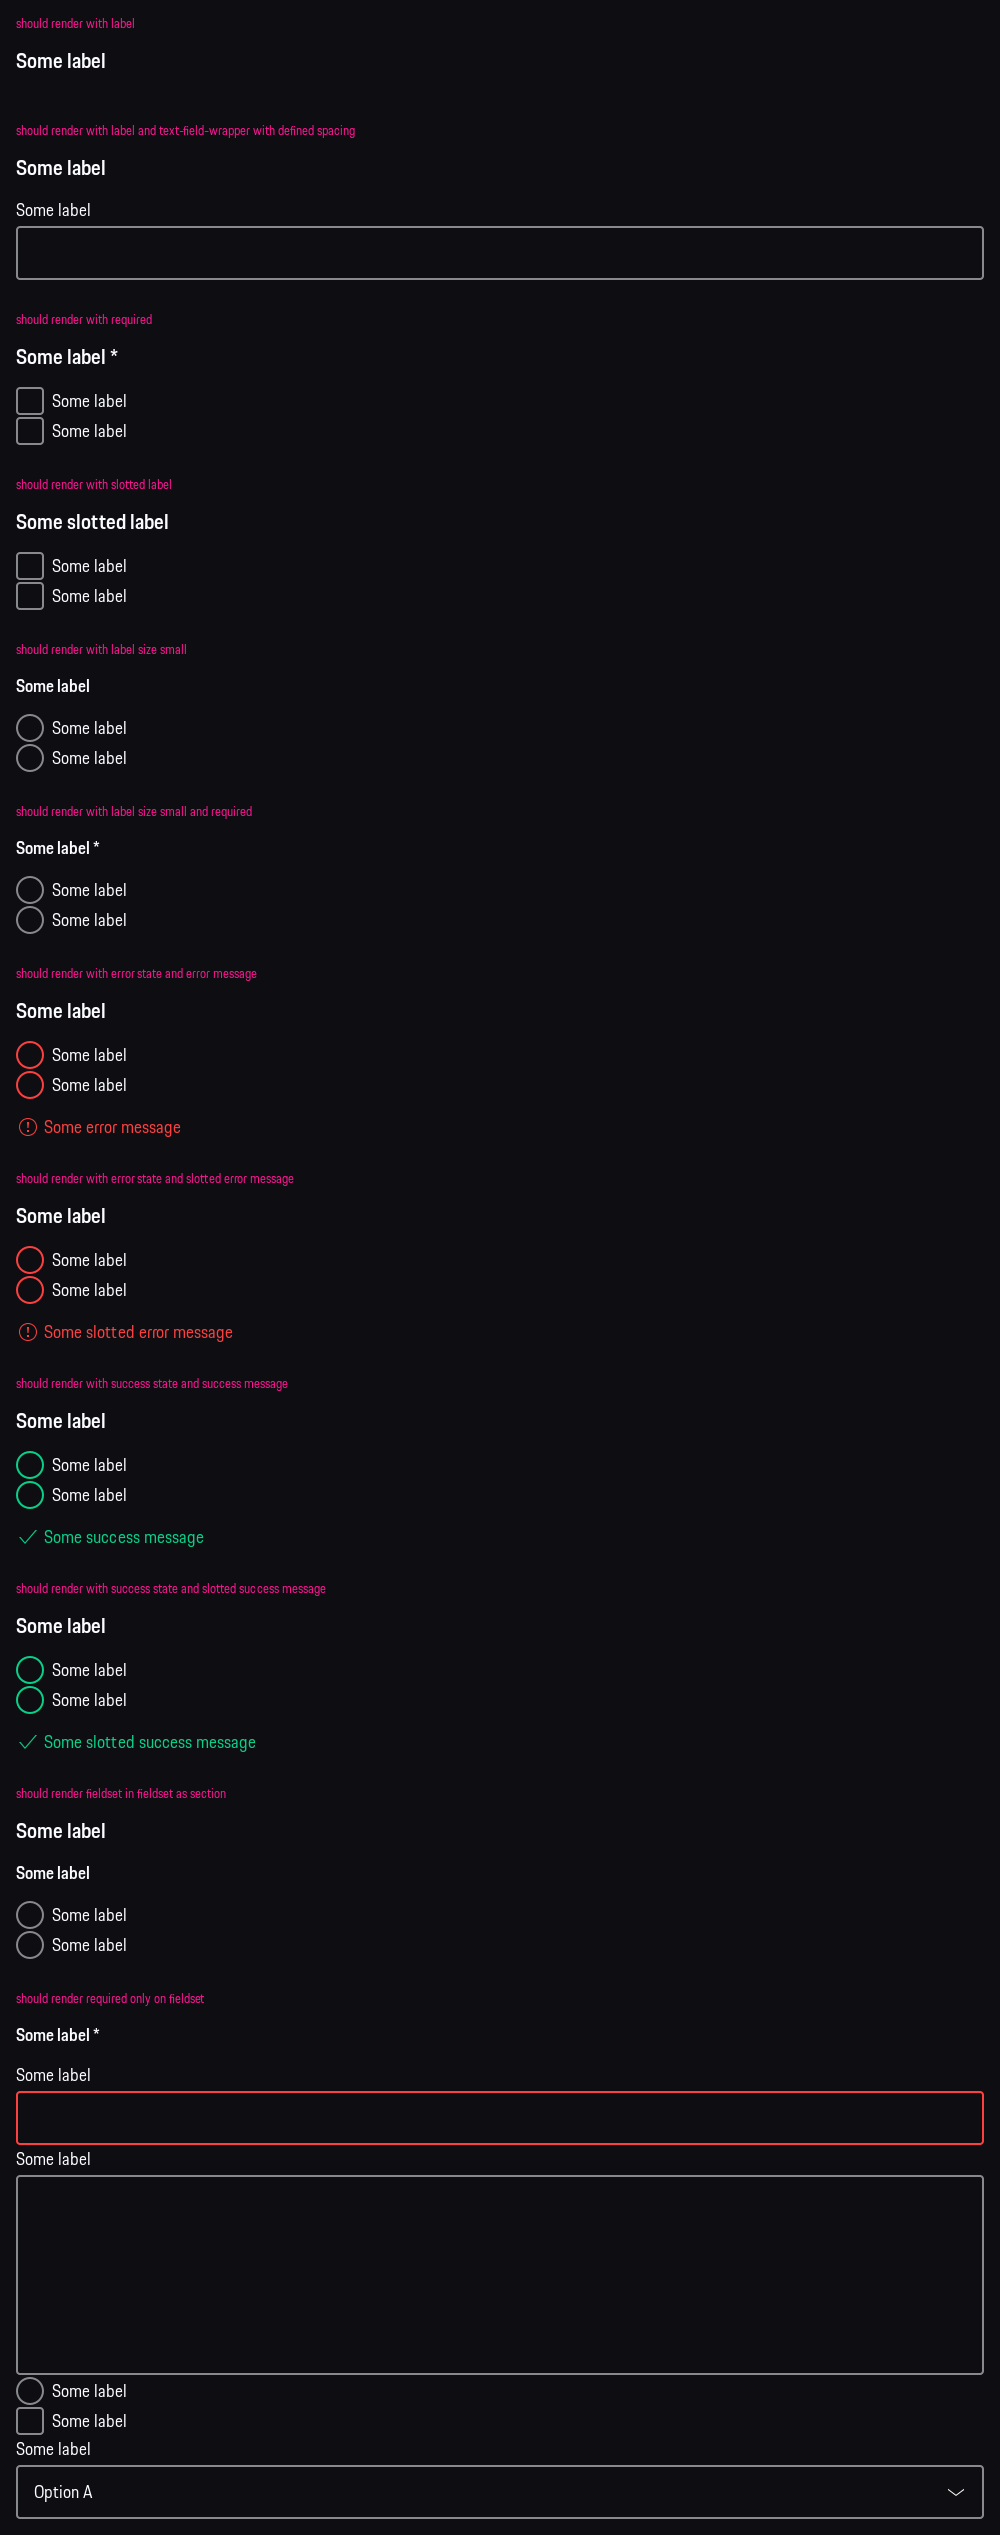 should render with label
Some label
should render with label and text-field-wrapper with defined spacing
Some label
Some label
should render with required
Some label *
Some label
Some label
should render with slotted label
Some slotted label
Some label
Some label
should render with label size small
Some label
Some label
Some label
should render with label size small and required
Some label *
Some label
Some label
should render with error state and error message
Some label
Some label
Some label
Some error message
should render with error state and slotted error message
Some label
Some label
Some label
Some slotted error message
should render with success state and success message
Some label
Some label
Some label
Some success message
should render with success state and slotted success message
Some label
Some label
Some label
Some slotted success message
should render fieldset in fieldset as section
Some label
Some label
Some label
Some label
should render required only on fieldset
Some label *
Some label
Some label
Some label
Some label
Some label
Option A